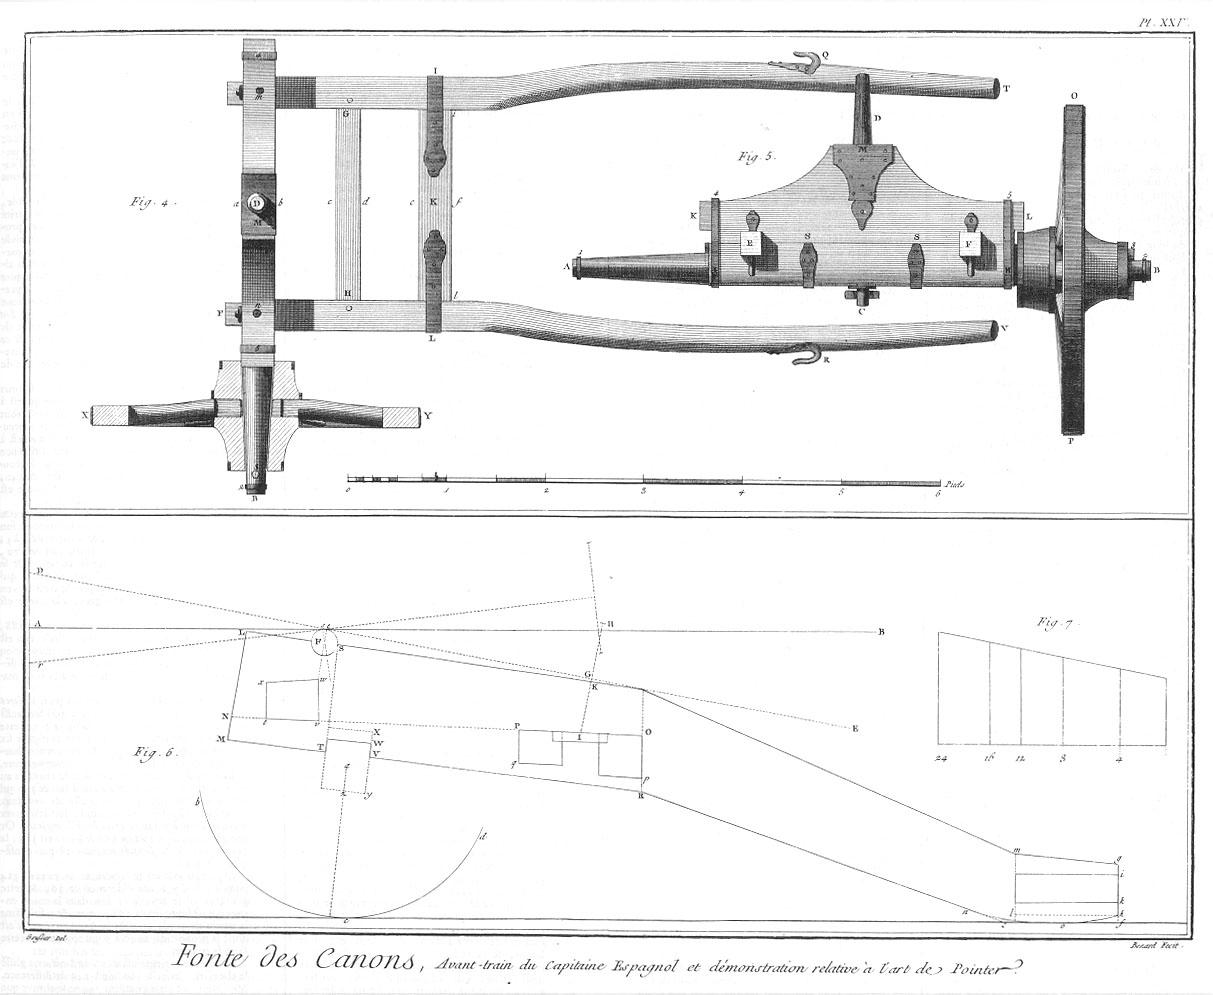 Pl. XXV.
a
I
Q
m
G
i
T
O
D
Fig. 5.
M
Fig. 4.
a D b
c d e K f
M
K 4 5 L
E S S F
A
B
C
H
P n
l
L
V
R
X Y
P
B
0 1 2 3 4 5 6 Pieds
D
A
H
B
L F S
r
G
K
Fig. 7.
x w
N
P
O
E
M
T
X
W
V
I
Fig. 6.
q
p
z y
R
24 16 12 8 4
b
d
m g
i
k
n l h
c o f
Goussier Del.
Benard Fecit.
Fonte des Canons, Avant-train du Capitaine Espagnol et démonstration relative à l'art de Pointer.